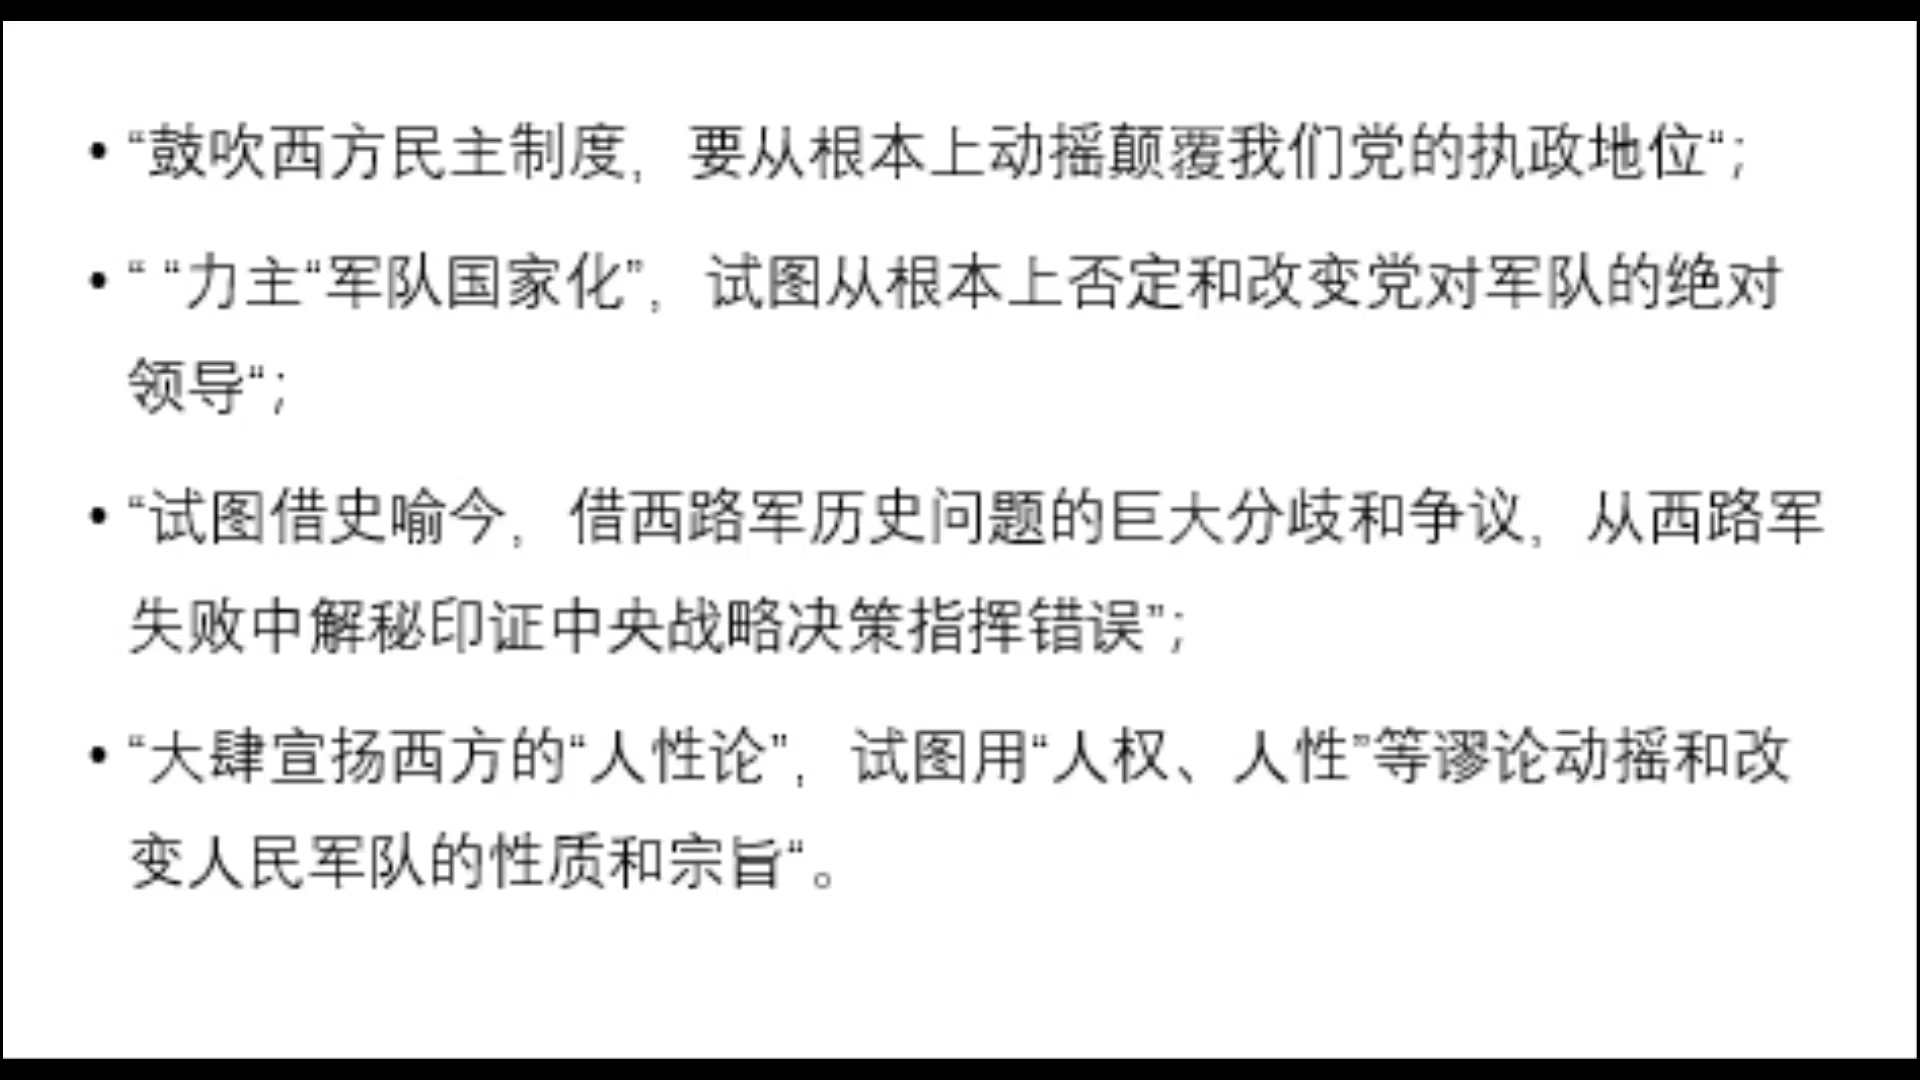 • “鼓吹西方民主制度，要从根本上动摇颠覆我们党的执政地位“；
• “ “力主“军队国家化”，试图从根本上否定和改变党对军队的绝对
领导“；
• “试图借史喻今，借西路军历史问题的巨大分歧和争议，从西路军
失败中解秘印证中央战略决策指挥错误”；
• “大肆宣扬西方的“人性论”，试图用“人权、人性”等谬论动摇和改
变人民军队的性质和宗旨“。